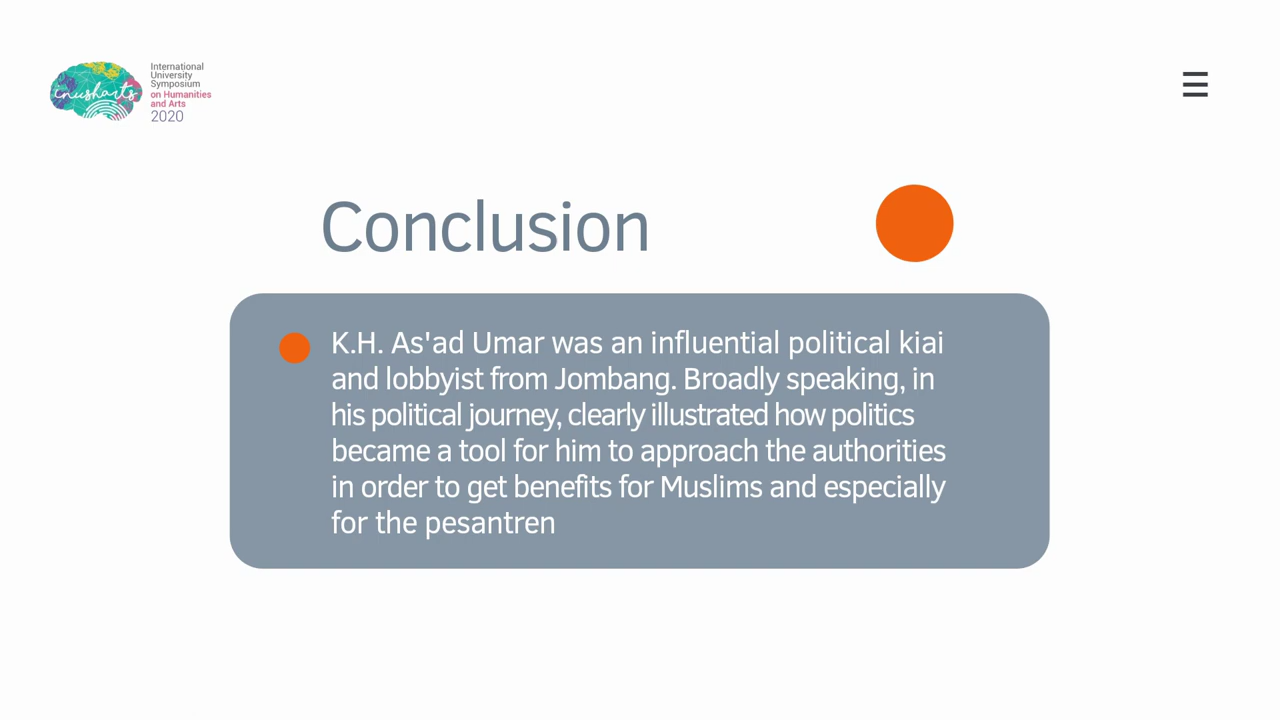 inusharts
International
University
Symposium
on Humanities
and Arts
2020
Conclusion
K.H. As'ad Umar was an influential political kiai
and lobbyist from Jombang. Broadly speaking, in
his political journey, clearly illustrated how politics
became a tool for him to approach the authorities
in order to get benefits for Muslims and especially
for the pesantren